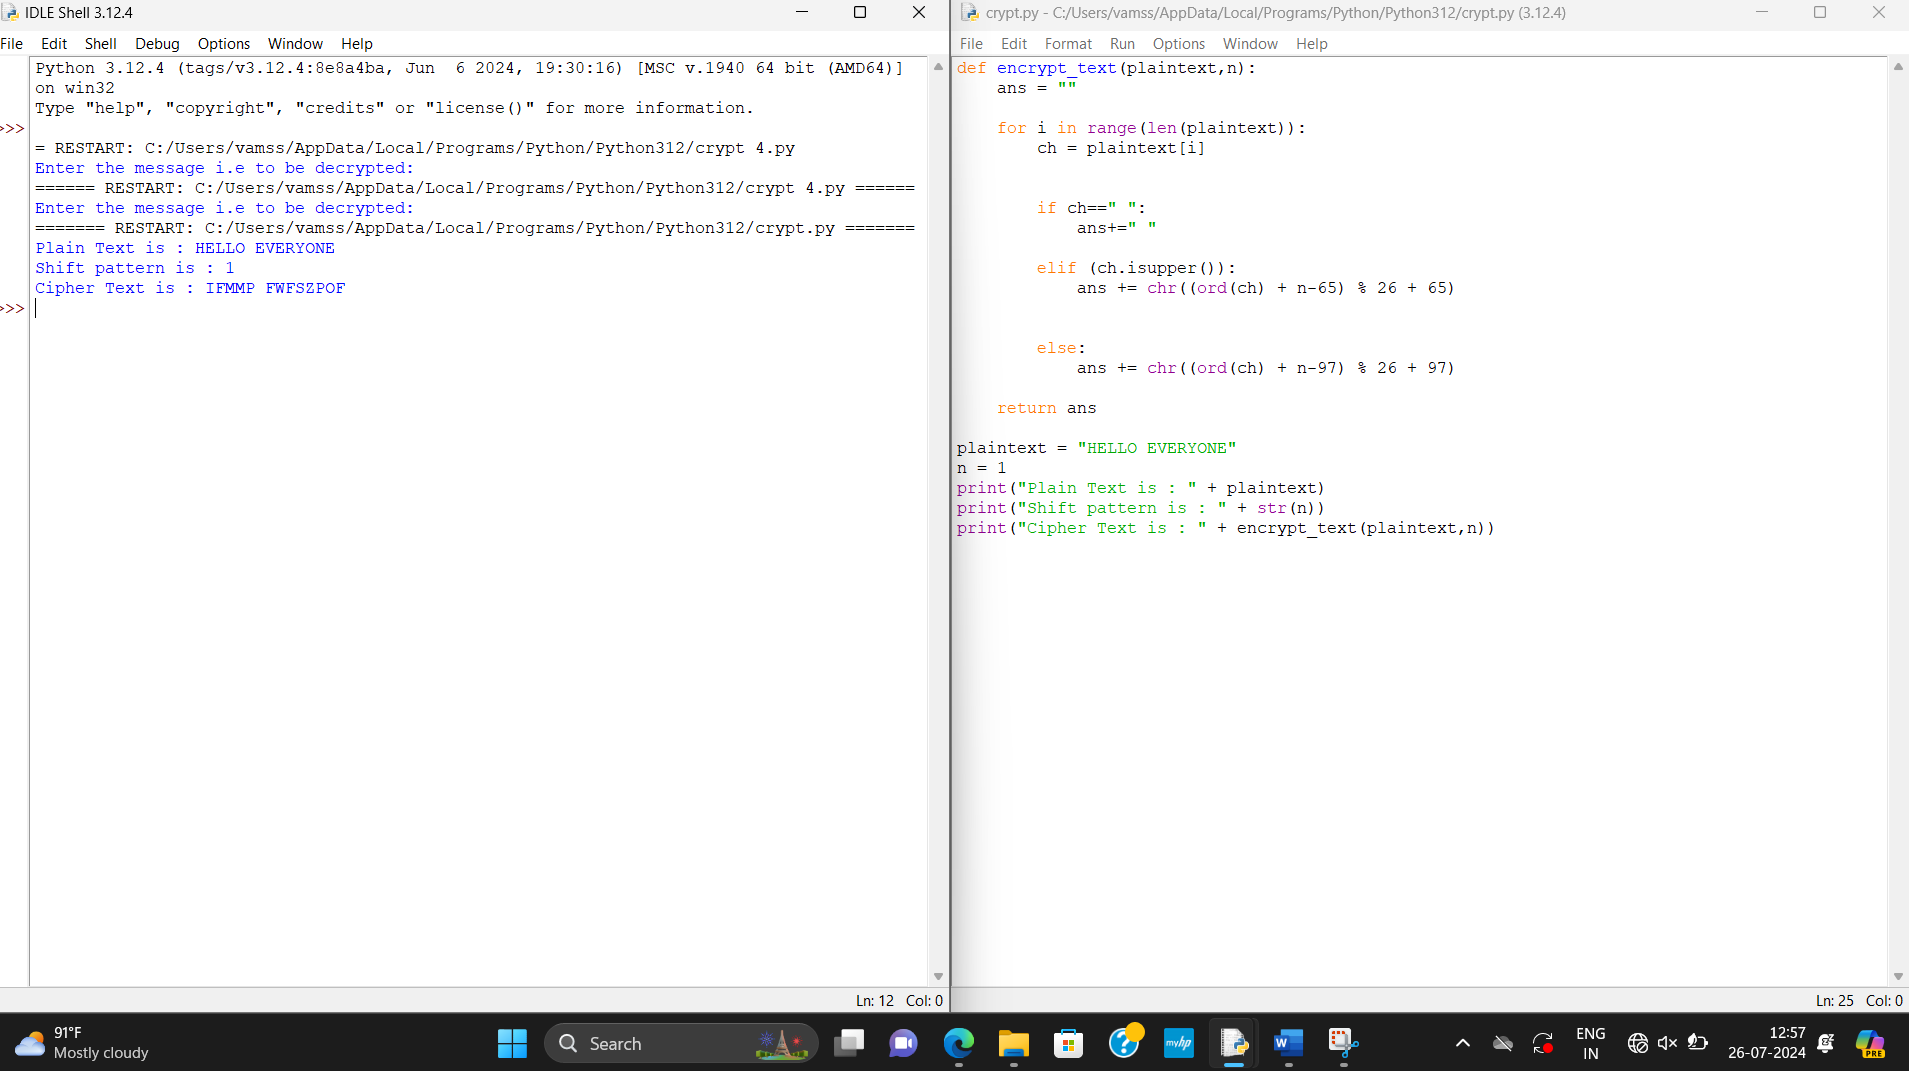 IDLE Shell 3.12.4
File Edit Shell Debug Options Window Help
Python 3.12.4 (tags/v3.12.4:8e8a4ba, Jun  6 2024, 19:30:16) [MSC v.1940 64 bit (AMD64)]
on win32
Type "help", "copyright", "credits" or "license()" for more information.
>>>
= RESTART: C:/Users/vamss/AppData/Local/Programs/Python/Python312/crypt 4.py
Enter the message i.e to be decrypted:
====== RESTART: C:/Users/vamss/AppData/Local/Programs/Python/Python312/crypt 4.py ======
Enter the message i.e to be decrypted:
======= RESTART: C:/Users/vamss/AppData/Local/Programs/Python/Python312/crypt.py =======
Plain Text is : HELLO EVERYONE
Shift pattern is : 1
Cipher Text is : IFMMP FWFSZPOF
>>>
Ln: 12 Col: 0
crypt.py - C:/Users/vamss/AppData/Local/Programs/Python/Python312/crypt.py (3.12.4)
File Edit Format Run Options Window Help
def encrypt_text(plaintext,n):
    ans = ""
    for i in range(len(plaintext)):
        ch = plaintext[i]
        if ch==" ":
            ans+=" "
        elif (ch.isupper()):
            ans += chr((ord(ch) + n-65) % 26 + 65)
        else:
            ans += chr((ord(ch) + n-97) % 26 + 97)
    return ans
plaintext = "HELLO EVERYONE"
n = 1
print("Plain Text is : " + plaintext)
print("Shift pattern is : " + str(n))
print("Cipher Text is : " + encrypt_text(plaintext,n))
Ln: 25 Col: 0
91°F
Mostly cloudy
Search
myhp
W
ENG
IN
12:57
26-07-2024
PRE